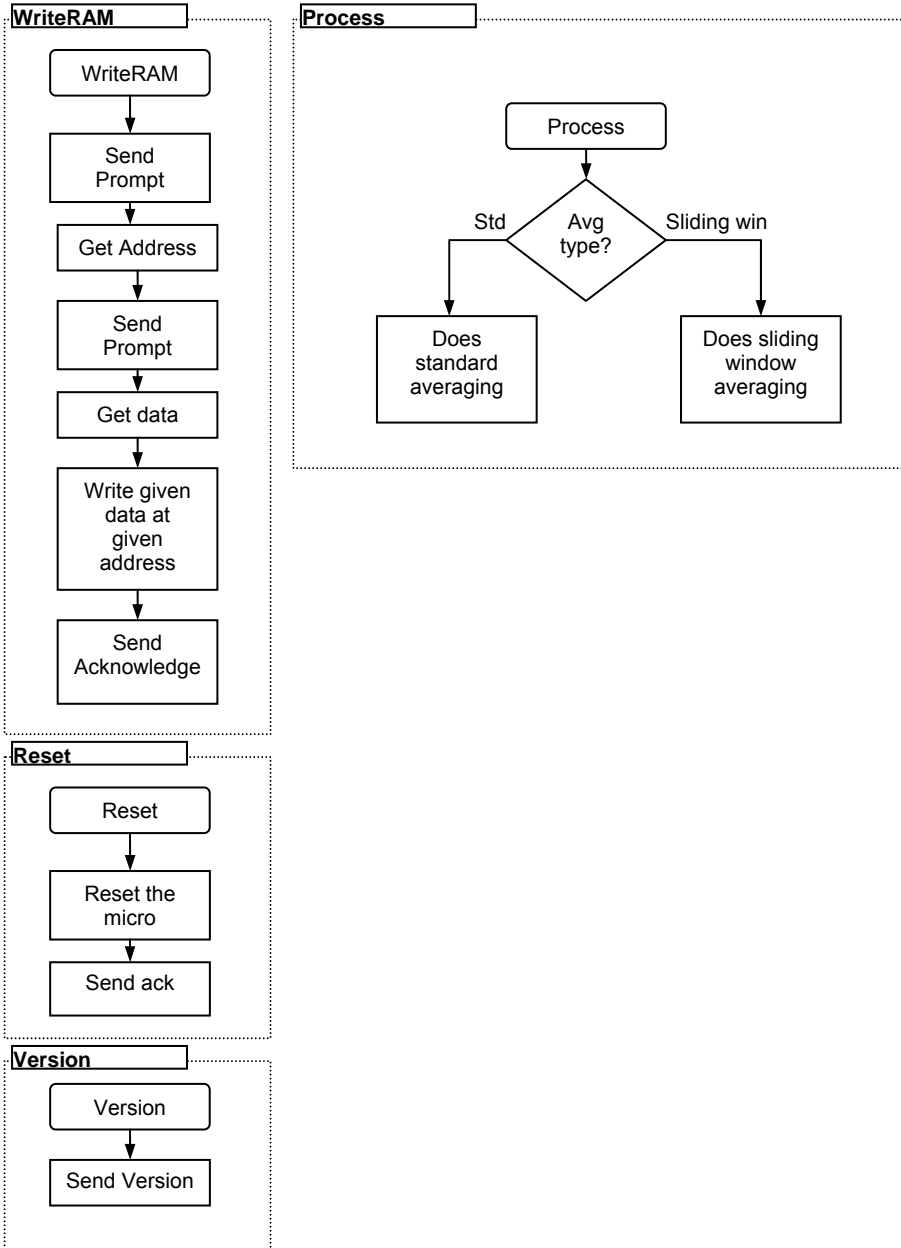 WriteRAM
WriteRAM
Send
Prompt
Get Address
Send
Prompt
Get data
Write given
data at
given
address
Send
Acknowledge
Process
Process
Avg
type?
Std
Sliding win
Does
standard
averaging
Does sliding
window
averaging
Reset
Reset
Reset the
micro
Send ack
Version
Version
Send Version